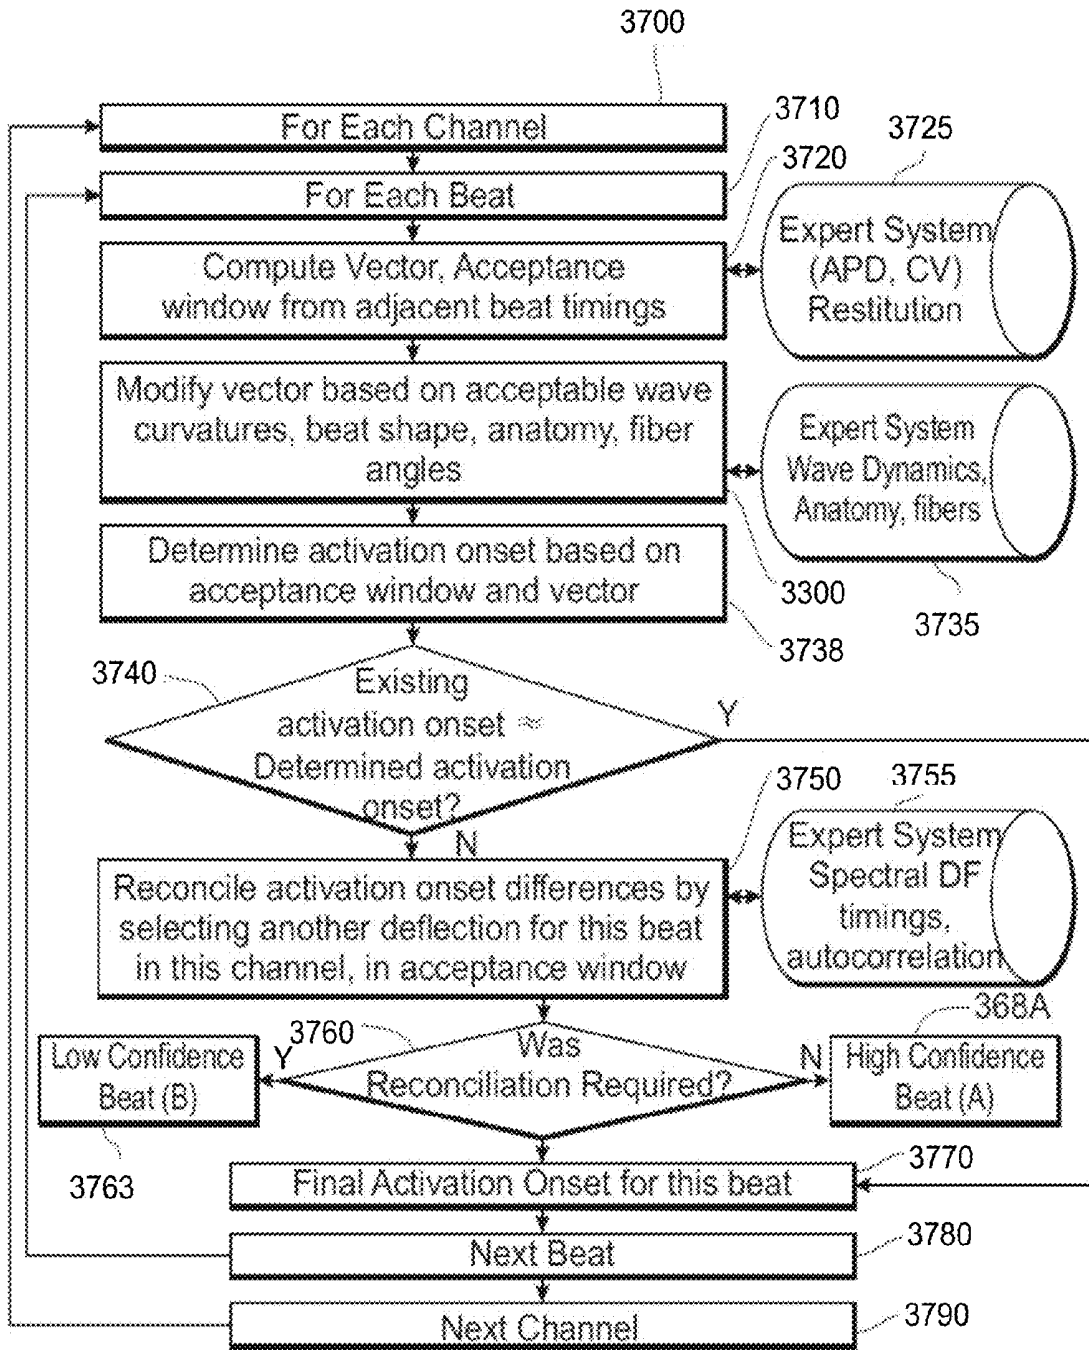 3700
For Each Channel
3710
For Each Beat
3720
3725
Compute Vector, Acceptance
window from adjacent beat timings
Expert System
(APD, CV)
Restitution
Modify vector based on acceptable wave
curvatures, beat shape, anatomy, fiber
angles
Expert System
Wave Dynamics,
Anatomy, fibers
3300
3735
Determine activation onset based on
acceptance window and vector
3738
3740
Existing
activation onset ≈
Determined activation
onset?
Y
N
3750
3755
Reconcile activation onset differences by
selecting another deflection for this beat
in this channel, in acceptance window
Expert System
Spectral DF
timings,
autocorrelation
3760
368A
Was
Reconciliation Required?
Y
N
Low Confidence
Beat (B)
High Confidence
Beat (A)
3763
Final Activation Onset for this beat
3770
Next Beat
3780
Next Channel
3790